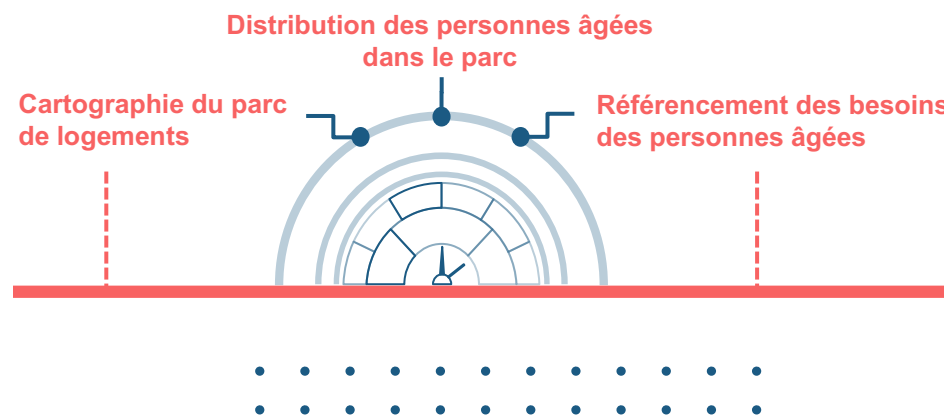 Distribution des personnes âgées
dans le parc
Cartographie du parc
de logements
Référencement des besoins
des personnes âgées